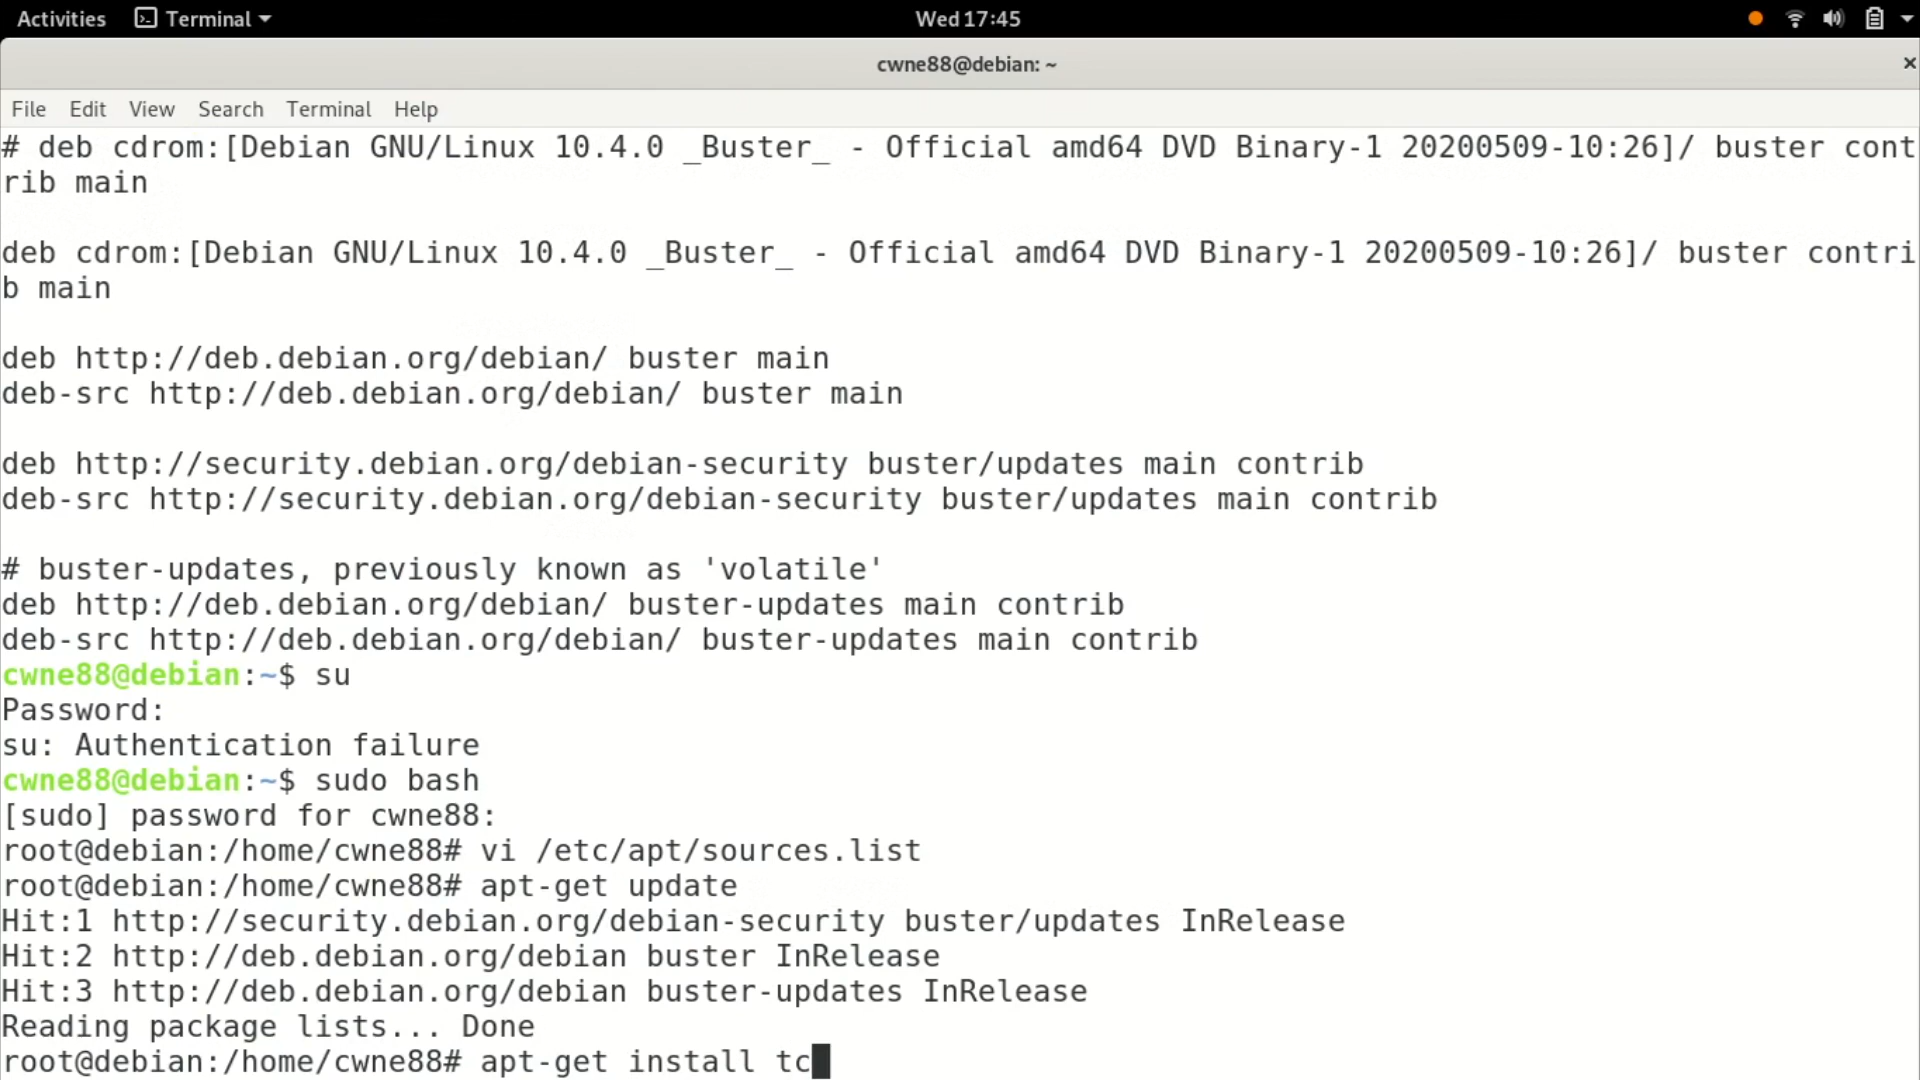 Activities Terminal Wed 17:45
cwne88@debian: ~ ×
File Edit View Search Terminal Help
# deb cdrom:[Debian GNU/Linux 10.4.0 _Buster_ - Official amd64 DVD Binary-1 20200509-10:26]/ buster cont
rib main
deb cdrom:[Debian GNU/Linux 10.4.0 _Buster_ - Official amd64 DVD Binary-1 20200509-10:26]/ buster contri
b main
deb http://deb.debian.org/debian/ buster main
deb-src http://deb.debian.org/debian/ buster main
deb http://security.debian.org/debian-security buster/updates main contrib
deb-src http://security.debian.org/debian-security buster/updates main contrib
# buster-updates, previously known as 'volatile'
deb http://deb.debian.org/debian/ buster-updates main contrib
deb-src http://deb.debian.org/debian/ buster-updates main contrib
cwne88@debian:~$ su
Password:
su: Authentication failure
cwne88@debian:~$ sudo bash
[sudo] password for cwne88:
root@debian:/home/cwne88# vi /etc/apt/sources.list
root@debian:/home/cwne88# apt-get update
Hit:1 http://security.debian.org/debian-security buster/updates InRelease
Hit:2 http://deb.debian.org/debian buster InRelease
Hit:3 http://deb.debian.org/debian buster-updates InRelease
Reading package lists... Done
root@debian:/home/cwne88# apt-get install tc